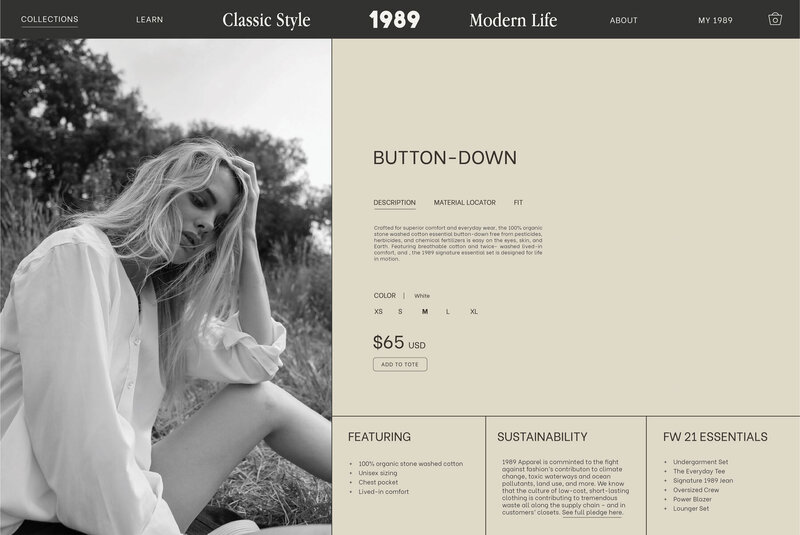 COLLECTIONS LEARN Classic Style 1989 Modern Life ABOUT MY 1989
BUTTON-DOWN
DESCRIPTION MATERIAL LOCATOR FIT
Crafted for superior comfort and everyday wear, the 100% organic
stone washed cotton essential button-down free from pesticides,
herbicides, and chemical fertilizers is easy on the eyes, skin, and
Earth. Featuring breathable cotton and twice- washed lived-in
comfort, and , the 1989 signature essential set is designed for life
in motion.
COLOR | White
XS S M L XL
$65 USD
ADD TO TOTE
FEATURING
+ 100% organic stone washed cotton
+ Unisex sizing
+ Chest pocket
+ Lived-in comfort
SUSTAINABILITY
1989 Apparel is comminted to the fight
against fashion's contributon to climate
change, toxic waterways and ocean
pollutants, land use, and more. We know
that the culture of low-cost, short-lasting
clothing is contributing to tremendous
waste all along the supply chain - and in
customers' closets. See full pledge here.
FW 21 ESSENTIALS
+ Undergarment Set
+ The Everyday Tee
+ Signature 1989 Jean
+ Oversized Crew
+ Power Blazer
+ Lounger Set